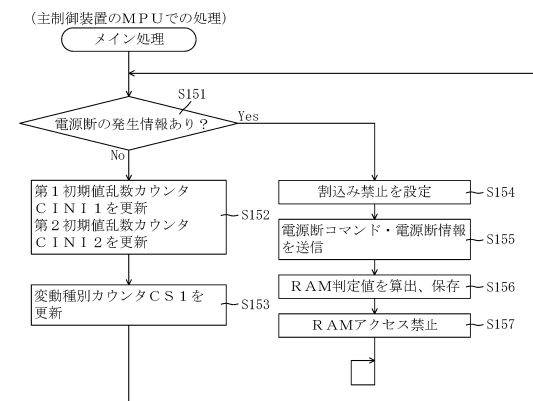 （主制御装置のＭＰＵでの処理）
メイン処理
S151
電源断の発生情報あり？
Yes
No
第１初期値乱数カウンタ
ＣＩＮＩ１を更新
第２初期値乱数カウンタ
ＣＩＮＩ２を更新
S152
変動種別カウンタＣＳ１を
更新
S153
割込み禁止を設定
S154
電源断コマンド・電源断情報
を送信
S155
ＲＡＭ判定値を算出、保存
S156
ＲＡＭアクセス禁止
S157